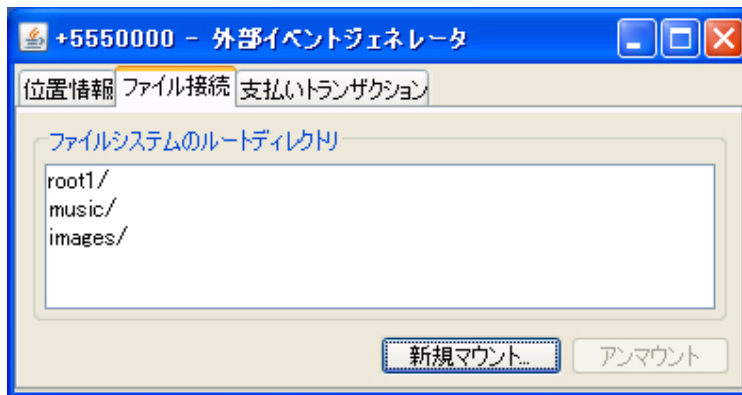 +5550000 - 外部イベントジェネレータ
位置情報 ファイル接続 支払いトランザクション
ファイルシステムのルートディレクトリ
root1/
music/
images/
新規マウント... アンマウント